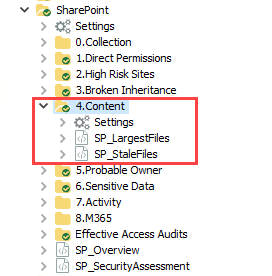 SharePoint
Settings
0.Collection
1.Direct Permissions
2.High Risk Sites
3.Broken Inheritance
4.Content
Settings
SP_LargestFiles
SP_StaleFiles
5.Probable Owner
6.Sensitive Data
7.Activity
8.M365
Effective Access Audits
SP_Overview
SP_SecurityAssessment